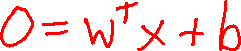 0 = wᵀx + b